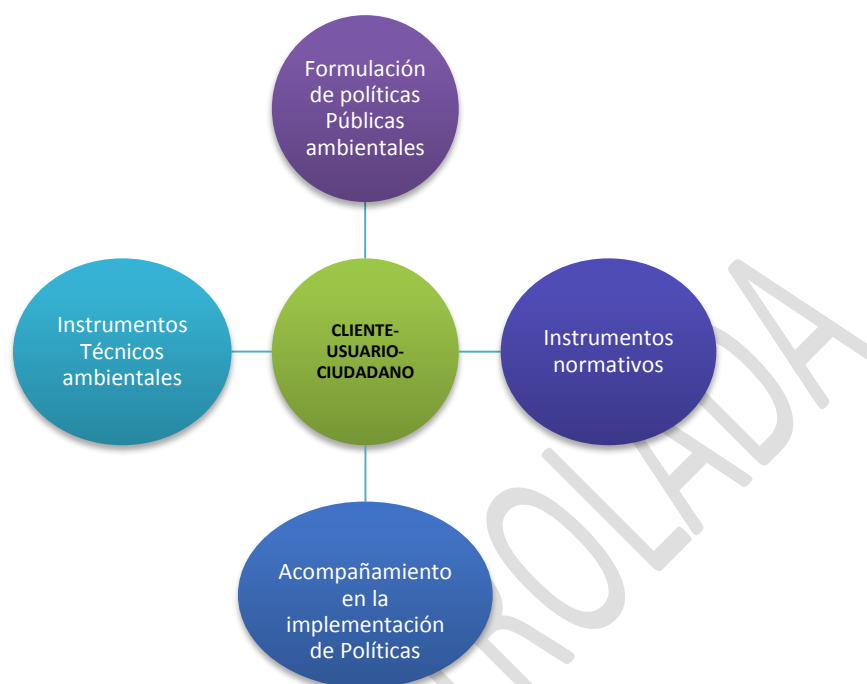 Formulación
de políticas
Públicas
ambientales
Instrumentos
Técnicos
ambientales
CLIENTE-
USUARIO-
CIUDADANO
Instrumentos
normativos
Acompañamiento
en la
implementación
de Políticas
TROLADA